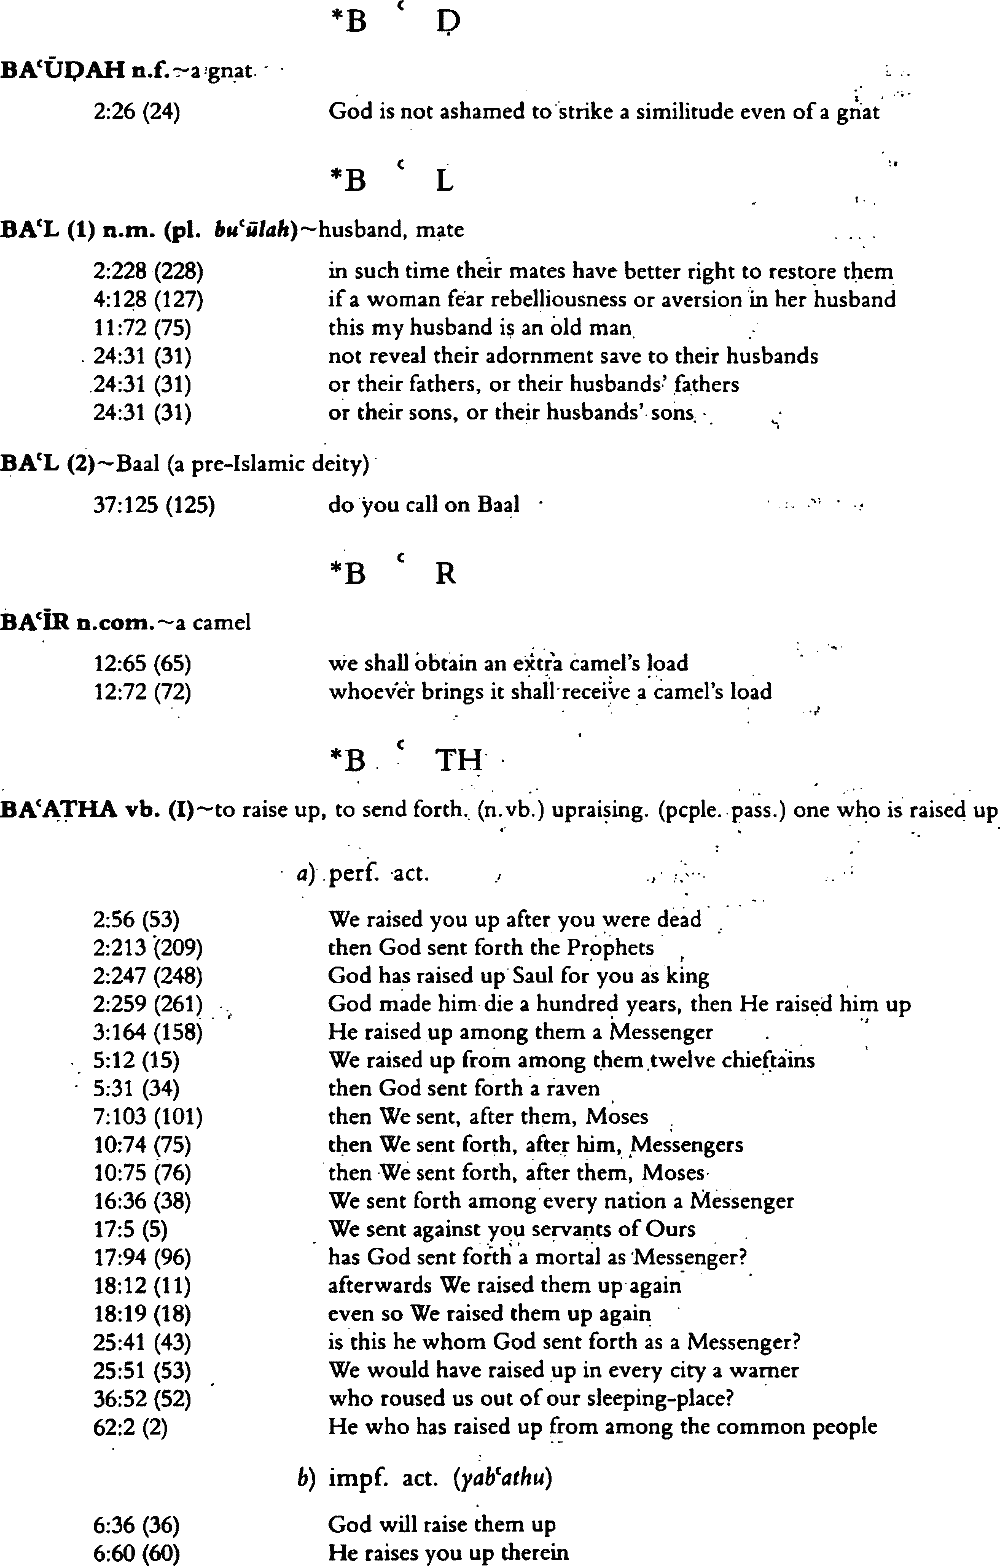 *B ʿ Ḍ
BAʿŪḌAH n.f.~a gnat
2:26 (24) God is not ashamed to strike a similitude even of a gnat
*B ʿ L
BAʿL (1) n.m. (pl. buʿūlah)~husband, mate
2:228 (228) in such time their mates have better right to restore them
4:128 (127) if a woman fear rebelliousness or aversion in her husband
11:72 (75) this my husband is an old man
24:31 (31) not reveal their adornment save to their husbands
24:31 (31) or their fathers, or their husbands' fathers
24:31 (31) or their sons, or their husbands' sons
BAʿL (2)~Baal (a pre-Islamic deity)
37:125 (125) do you call on Baal
*B ʿ R
BAʿĪR n.com.~a camel
12:65 (65) we shall obtain an extra camel's load
12:72 (72) whoever brings it shall receive a camel's load
*B ʿ TH
BAʿATHA vb. (I)~to raise up, to send forth. (n.vb.) upraising. (pcple. pass.) one who is raised up
a) perf. act.
2:56 (53) We raised you up after you were dead
2:213 (209) then God sent forth the Prophets
2:247 (248) God has raised up Saul for you as king
2:259 (261) God made him die a hundred years, then He raised him up
3:164 (158) He raised up among them a Messenger
5:12 (15) We raised up from among them twelve chieftains
5:31 (34) then God sent forth a raven
7:103 (101) then We sent, after them, Moses
10:74 (75) then We sent forth, after him, Messengers
10:75 (76) then We sent forth, after them, Moses
16:36 (38) We sent forth among every nation a Messenger
17:5 (5) We sent against you servants of Ours
17:94 (96) has God sent forth a mortal as Messenger?
18:12 (11) afterwards We raised them up again
18:19 (18) even so We raised them up again
25:41 (43) is this he whom God sent forth as a Messenger?
25:51 (53) We would have raised up in every city a warner
36:52 (52) who roused us out of our sleeping-place?
62:2 (2) He who has raised up from among the common people
b) impf. act. (yabʿathu)
6:36 (36) God will raise them up
6:60 (60) He raises you up therein